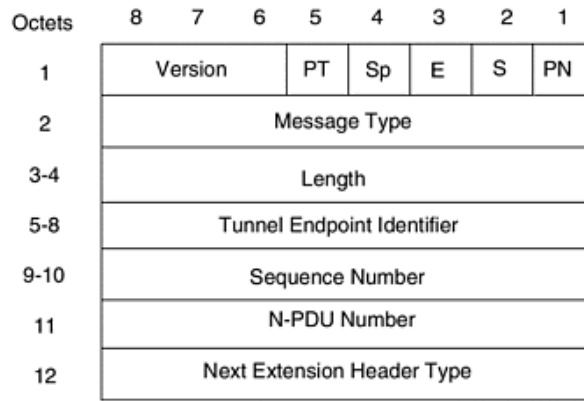 Octets 8 7 6 5 4 3 2 1
1 Version PT Sp E S PN
2 Message Type
3-4 Length
5-8 Tunnel Endpoint Identifier
9-10 Sequence Number
11 N-PDU Number
12 Next Extension Header Type